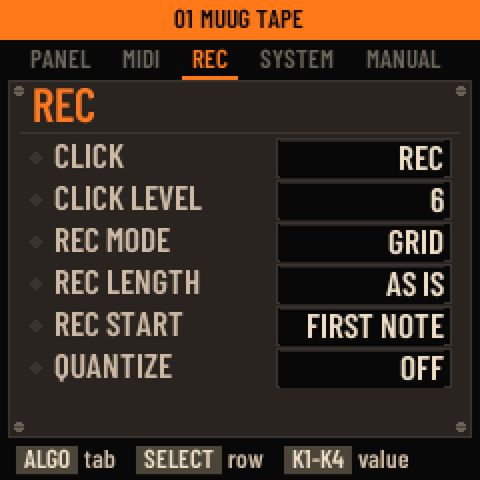 01 MUUG TAPE
PANEL MIDI REC SYSTEM MANUAL
REC
CLICK REC
CLICK LEVEL 6
REC MODE GRID
REC LENGTH AS IS
REC START FIRST NOTE
QUANTIZE OFF
ALGO tab SELECT row K1-K4 value